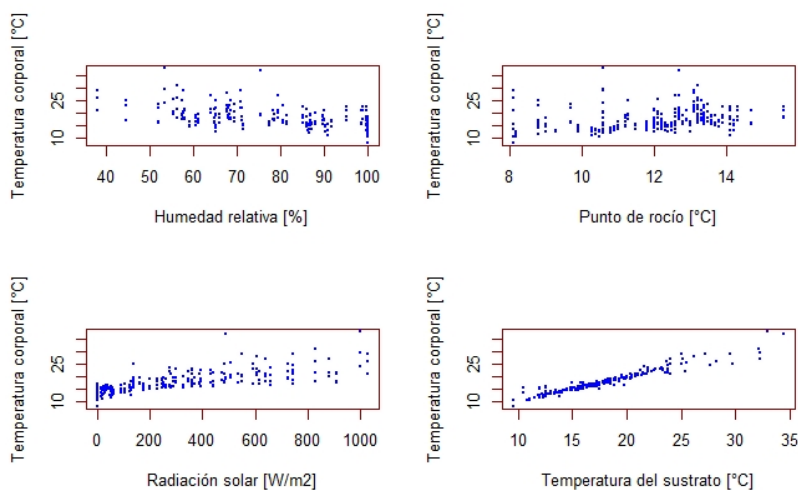 Temperatura corporal [°C]
25
10
40 50 60 70 80 90 100
Humedad relativa [%]
Temperatura corporal [°C]
25
10
8 10 12 14
Punto de rocío [°C]
Temperatura corporal [°C]
25
10
0 200 400 600 800 1000
Radiación solar [W/m2]
Temperatura corporal [°C]
25
10
10 15 20 25 30 35
Temperatura del sustrato [°C]